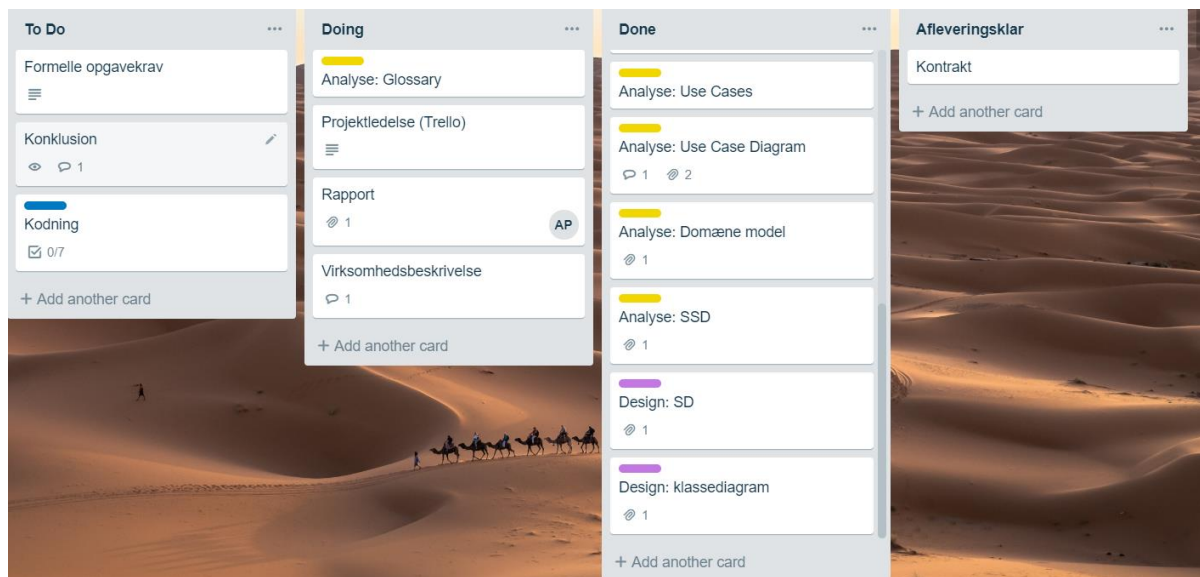 To Do
Formelle opgavekrav
Konklusion
1
Kodning
0/7
+ Add another card
Doing
Analyse: Glossary
Projektledelse (Trello)
Rapport
1
AP
Virksomhedsbeskrivelse
1
+ Add another card
Done
Analyse: Use Cases
Analyse: Use Case Diagram
1 2
Analyse: Domæne model
1
Analyse: SSD
1
Design: SD
1
Design: klassediagram
1
+ Add another card
Afleveringsklar
Kontrakt
+ Add another card